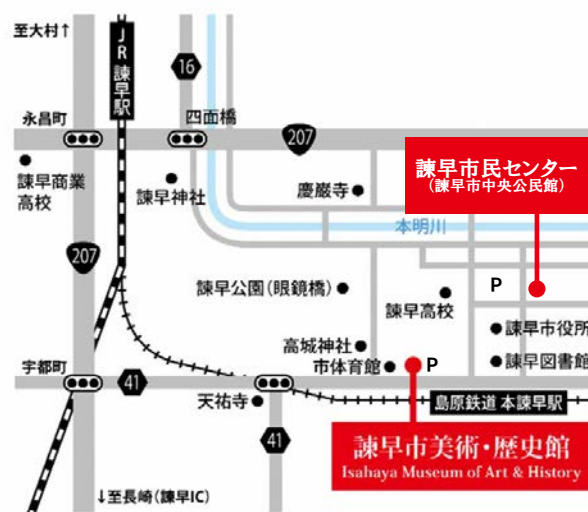 至大村↑
JR 諫早駅
16
永昌町
四面橋
207
諫早市民センター
(諫早市中央公民館)
諫早商業
高校
諫早神社
慶巌寺
本明川
207
諫早公園(眼鏡橋)
P
諫早高校
諫早市役所
高城神社
市体育館
P
諫早図書館
宇都町
41
天祐寺
島原鉄道 本諫早駅
41
諫早市美術・歴史館
Isahaya Museum of Art & History
↓至長崎(諫早IC)